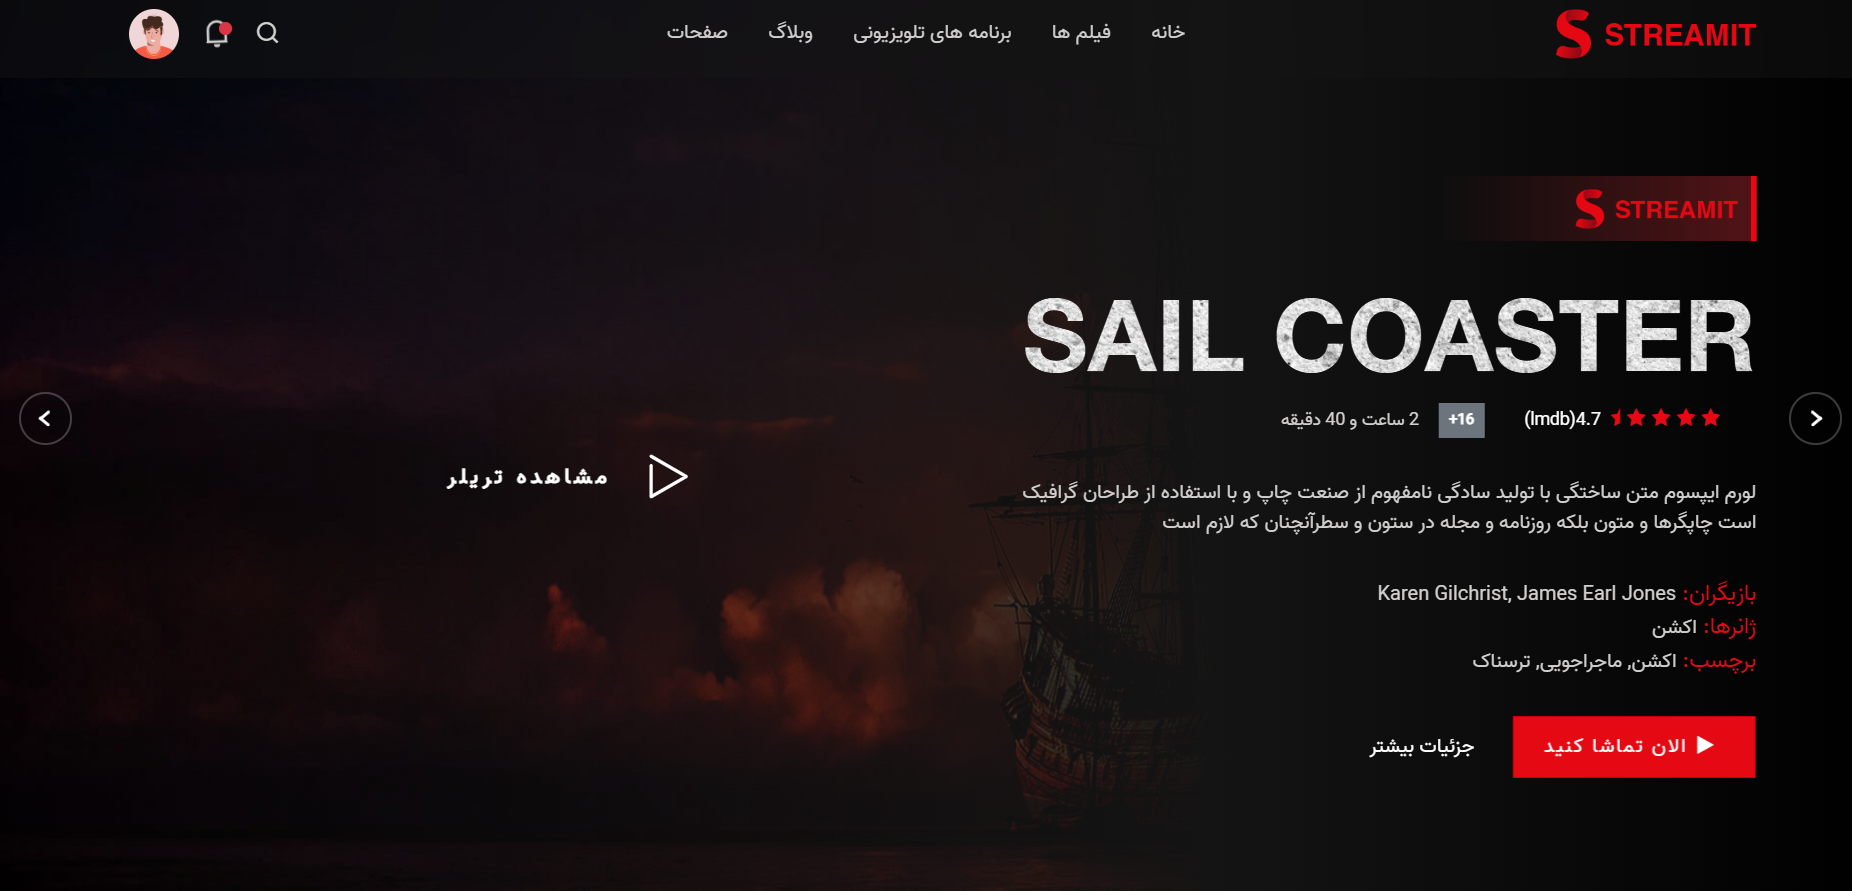 STREAMIT
خانه
فیلم ها
برنامه های تلویزیونی
وبلاگ
صفحات
STREAMIT
SAIL COASTER
4.7(lmdb)
16+
2 ساعت و 40 دقیقه
لورم ایپسوم متن ساختگی با تولید سادگی نامفهوم از صنعت چاپ و با استفاده از طراحان گرافیک
است چاپگرها و متون بلکه روزنامه و مجله در ستون و سطرآنچنان که لازم است
بازیگران: Karen Gilchrist, James Earl Jones
ژانرها: اکشن
برچسب: اکشن, ماجراجویی, ترسناک
الان تماشا کنید
جزئیات بیشتر
مشاهده تریلر